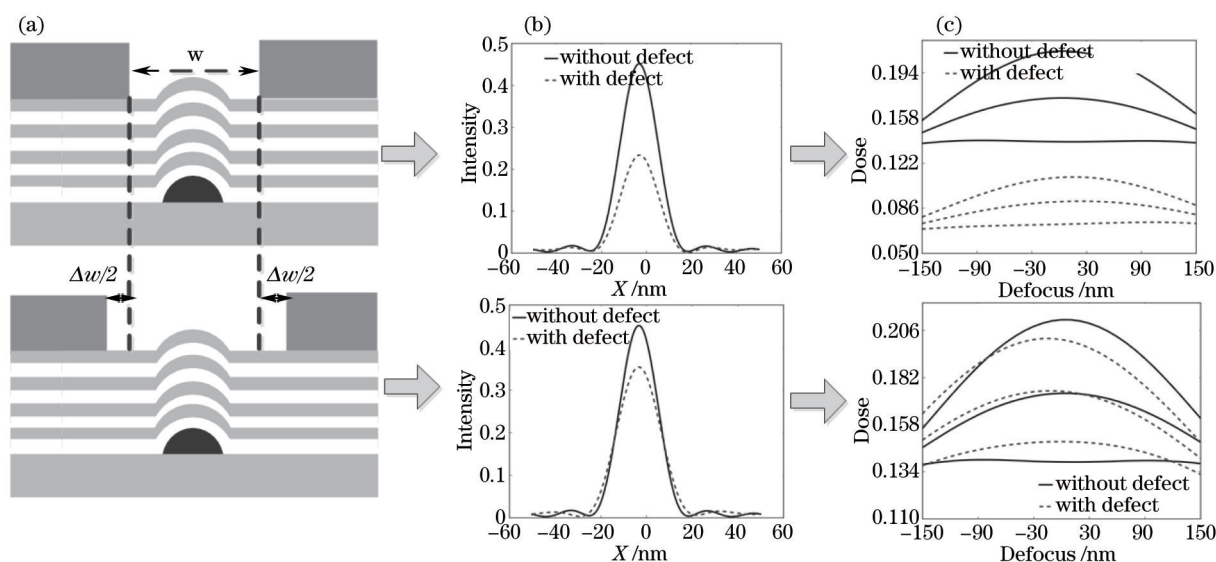 (a)
w
Δw/2
Δw/2
(b)
0.5
0.4
0.3
0.2
0.1
0
Intensity
without defect
with defect
−60
−40
−20
0
20
40
60
X /nm
0.5
0.4
0.3
0.2
0.1
0
Intensity
without defect
with defect
−60
−40
−20
0
20
40
60
X /nm
(c)
0.194
0.158
0.122
0.086
0.050
Dose
without defect
with defect
−150
−90
−30
30
90
150
Defocus /nm
0.206
0.182
0.158
0.134
0.110
Dose
without defect
with defect
−150
−90
−30
30
90
150
Defocus /nm